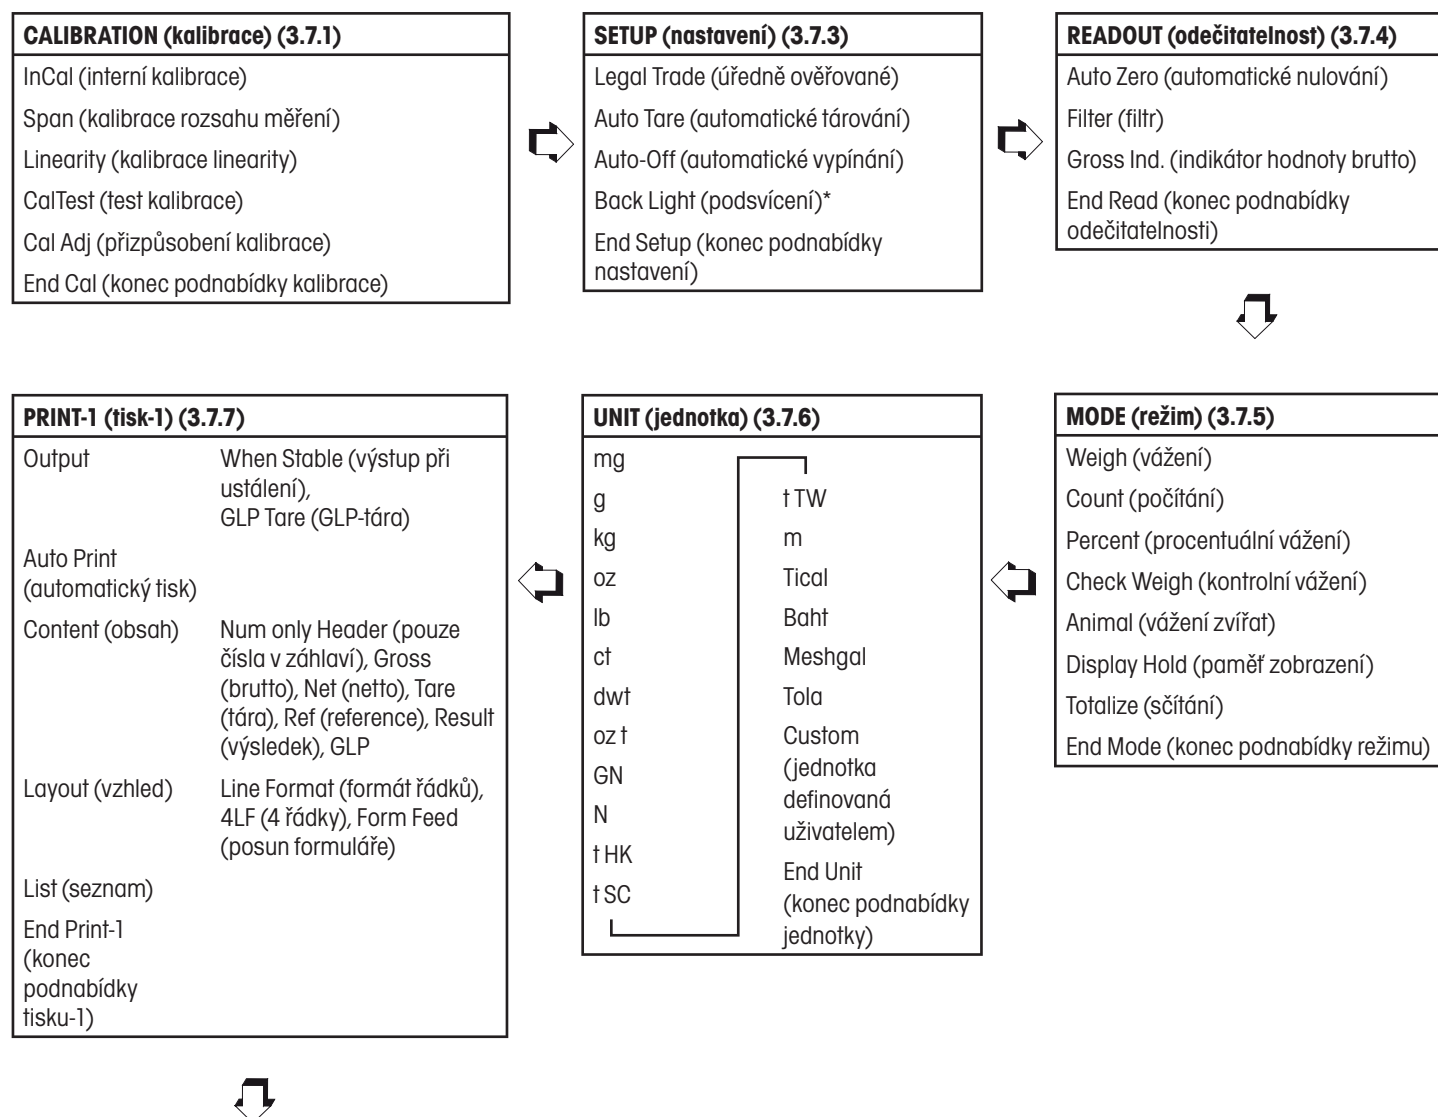 CALIBRATION (kalibrace) (3.7.1)
InCal (interní kalibrace)
Span (kalibrace rozsahu měření)
Linearity (kalibrace linearity)
CalTest (test kalibrace)
Cal Adj (přizpůsobení kalibrace)
End Cal (konec podnabídky kalibrace)
SETUP (nastavení) (3.7.3)
Legal Trade (úředně ověřované)
Auto Tare (automatické tárování)
Auto-Off (automatické vypínání)
Back Light (podsvícení)*
End Setup (konec podnabídky
nastavení)
READOUT (odečitatelnost) (3.7.4)
Auto Zero (automatické nulování)
Filter (filtr)
Gross Ind. (indikátor hodnoty brutto)
End Read (konec podnabídky
odečitatelnosti)
MODE (režim) (3.7.5)
Weigh (vážení)
Count (počítání)
Percent (procentuální vážení)
Check Weigh (kontrolní vážení)
Animal (vážení zvířat)
Display Hold (paměť zobrazení)
Totalize (sčítání)
End Mode (konec podnabídky režimu)
UNIT (jednotka) (3.7.6)
mg
g
kg
oz
lb
ct
dwt
oz t
GN
N
t HK
t SC
t TW
m
Tical
Baht
Meshgal
Tola
Custom
(jednotka
definovaná
uživatelem)
End Unit
(konec podnabídky
jednotky)
PRINT-1 (tisk-1) (3.7.7)
Output
When Stable (výstup při
ustálení),
GLP Tare (GLP-tára)
Auto Print
(automatický tisk)
Content (obsah)
Num only Header (pouze
čísla v záhlaví), Gross
(brutto), Net (netto), Tare
(tára), Ref (reference), Result
(výsledek), GLP
Layout (vzhled)
Line Format (formát řádků),
4LF (4 řádky), Form Feed
(posun formuláře)
List (seznam)
End Print-1
(konec
podnabídky
tisku-1)